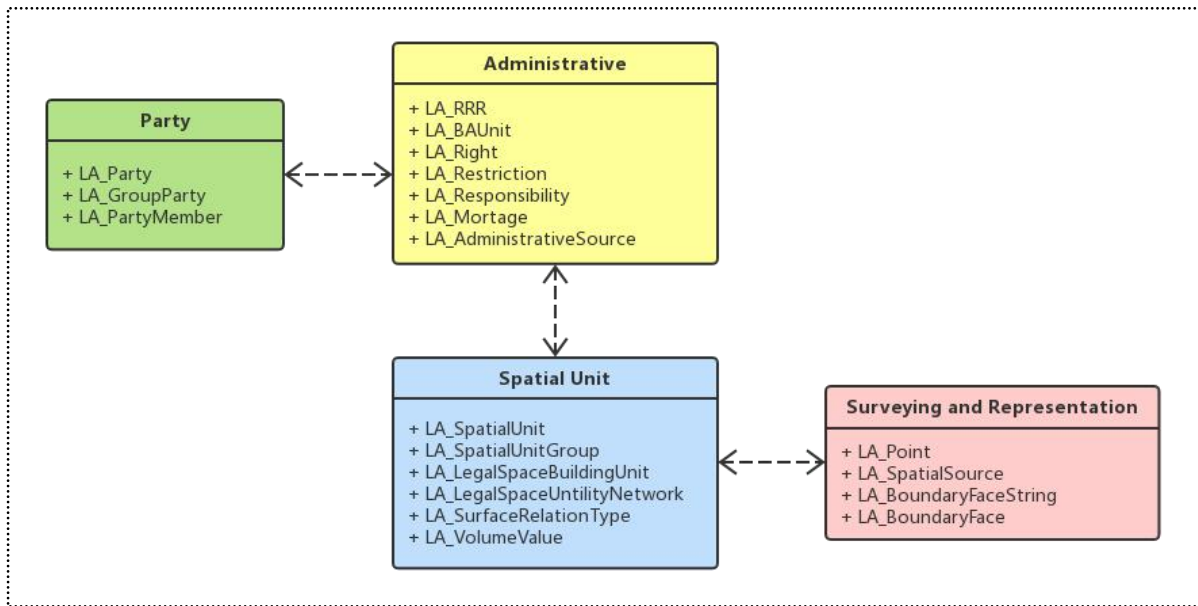 Administrative
+ LA_RRR
+ LA_BAUnit
+ LA_Right
+ LA_Restriction
+ LA_Responsibility
+ LA_Mortage
+ LA_AdministrativeSource
Party
+ LA_Party
+ LA_GroupParty
+ LA_PartyMember
Spatial Unit
+ LA_SpatialUnit
+ LA_SpatialUnitGroup
+ LA_LegalSpaceBuildingUnit
+ LA_LegalSpaceUntilityNetwork
+ LA_SurfaceRelationType
+ LA_VolumeValue
Surveying and Representation
+ LA_Point
+ LA_SpatialSource
+ LA_BoundaryFaceString
+ LA_BoundaryFace